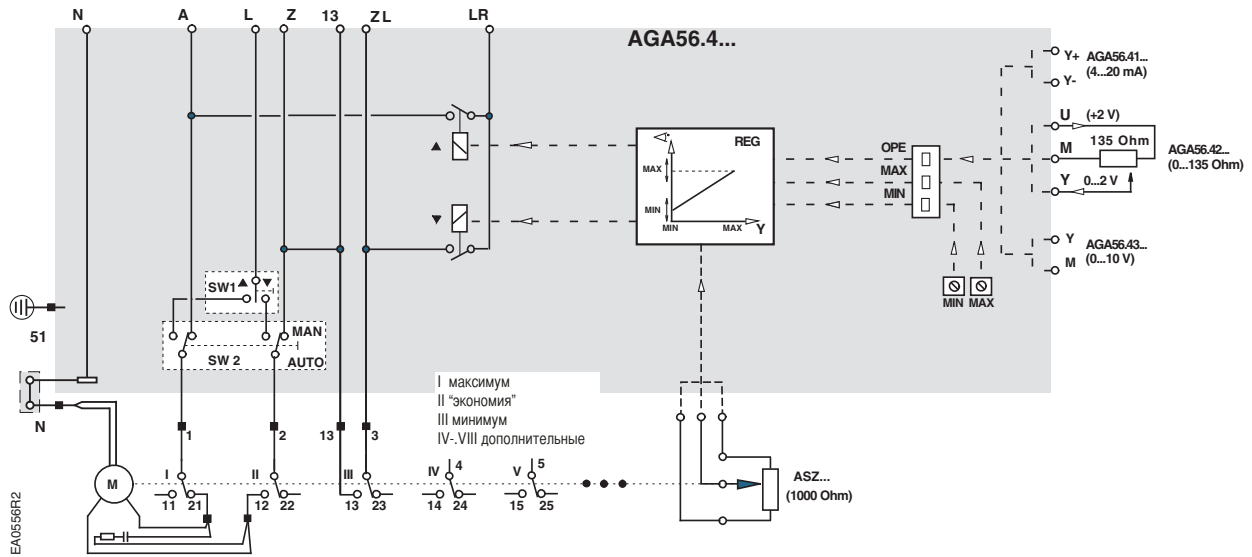 N A L Z 13 ZL LR
AGA56.4...
Y+ AGA56.41...
(4...20 mA)
Y-
U (+2 V)
135 Ohm
M
AGA56.42...
(0...135 Ohm)
Y 0...2 V
Y AGA56.43...
(0...10 V)
M
REG
MAX
MIN
MIN MAX Y
OPE
MAX
MIN
MIN MAX
SW1
MAN
SW 2 AUTO
51
N
I максимум
II "экономия"
III минимум
IV-.VIII дополнительные
1 2 13 3
M
I II III IV 4 V 5
11 21 12 22 13 23 14 24 15 25
ASZ...
(1000 Ohm)
EA0556R2